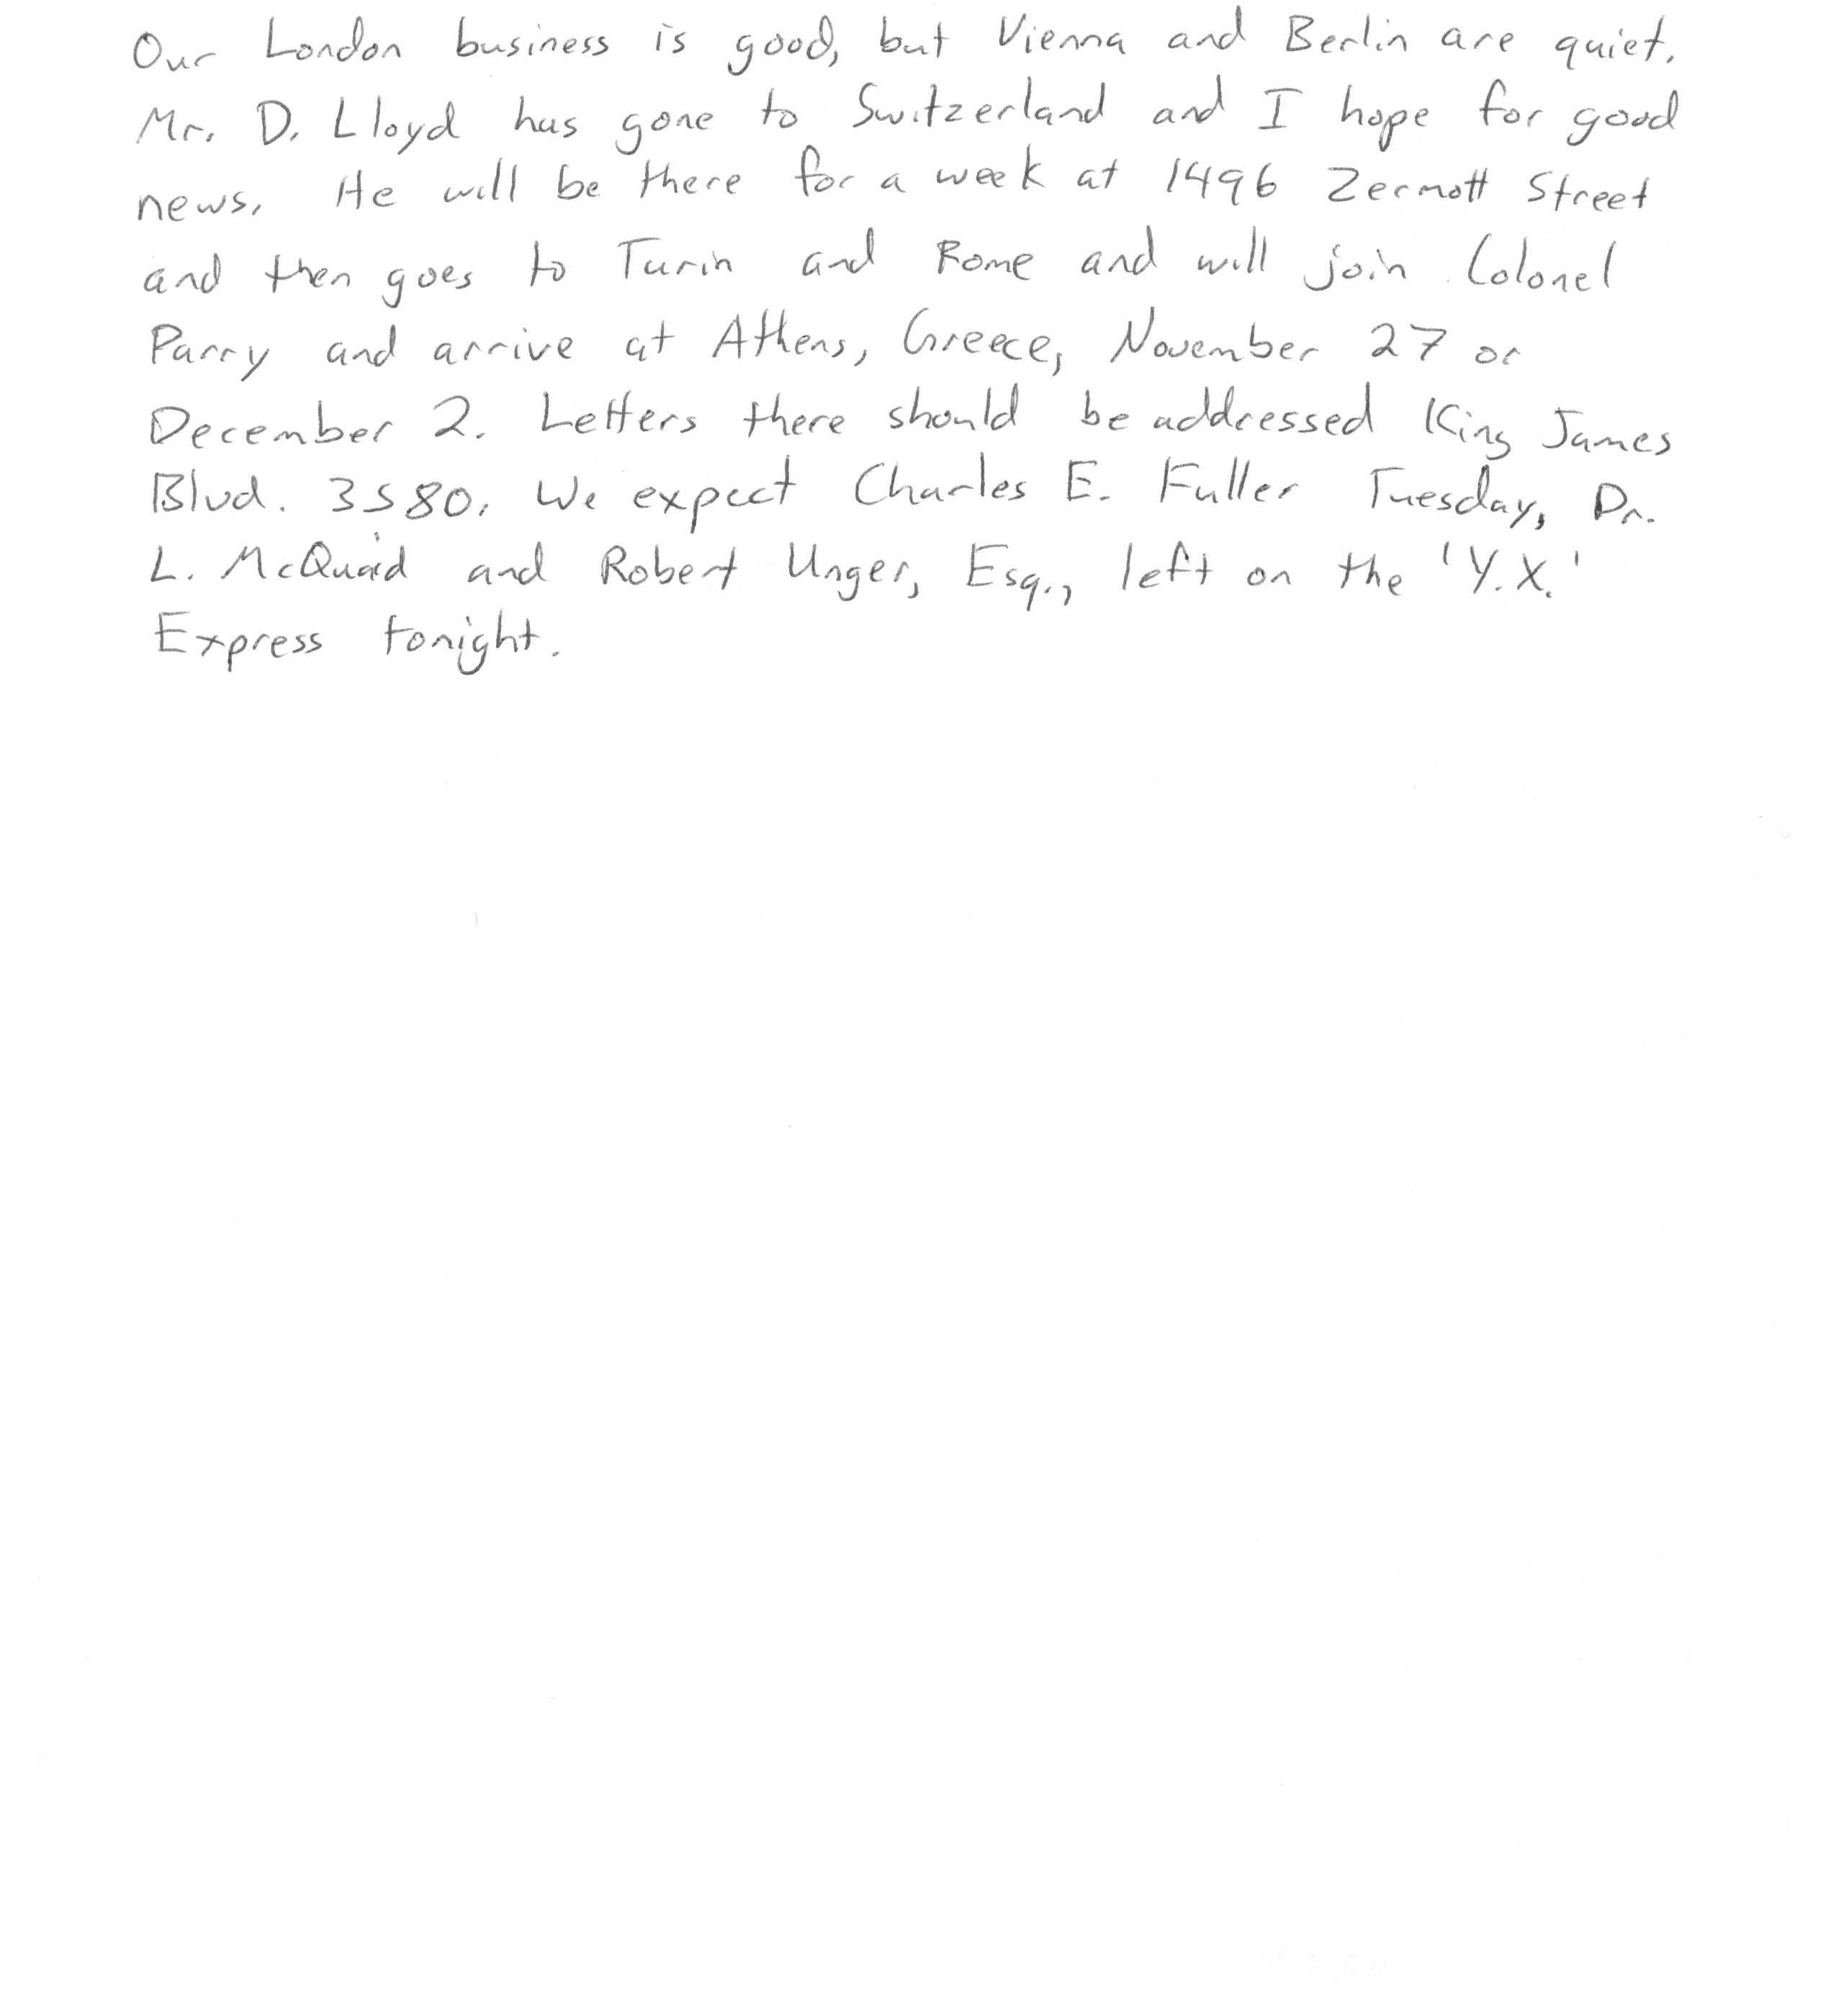 Our London business is good, but Vienna and Berlin are quiet.
Mr. D. Lloyd has gone to Switzerland and I hope for good
news. He will be there for a week at 1496 Zermott Street
and then goes to Turin and Rome and will join Colonel
Parry and arrive at Athens, Greece, November 27 or
December 2. Letters there should be addressed King James
Blvd. 3580. We expect Charles E. Fuller Tuesday, Dr.
L. McQuaid and Robert Unger, Esq., left on the 'Y.X.'
Express tonight.